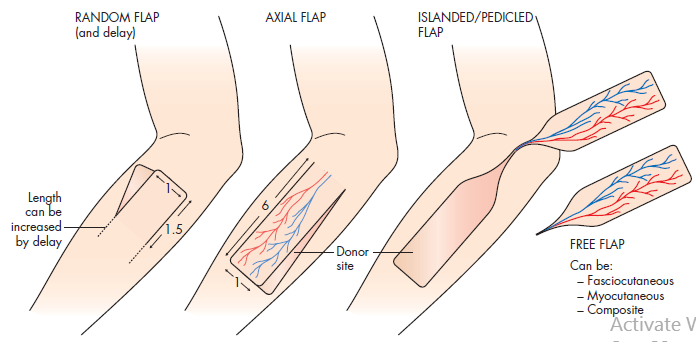 RANDOM FLAP
(and delay)
AXIAL FLAP
ISLANDED/PEDICLED
FLAP
Length
can be
increased
by delay
1
1.5
6
1
Donor
site
FREE FLAP
Can be:
– Fasciocutaneous
– Myocutaneous
– Composite
Activate W